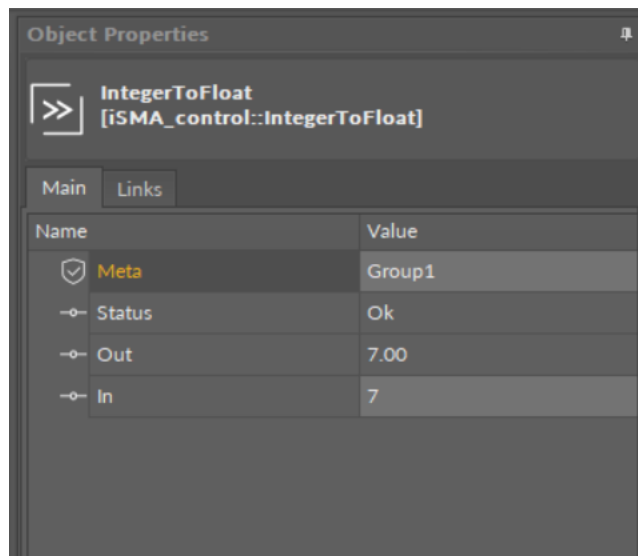 Object Properties
IntegerToFloat
[iSMA_control::IntegerToFloat]
Main Links
Name Value
Meta Group1
Status Ok
Out 7.00
In 7